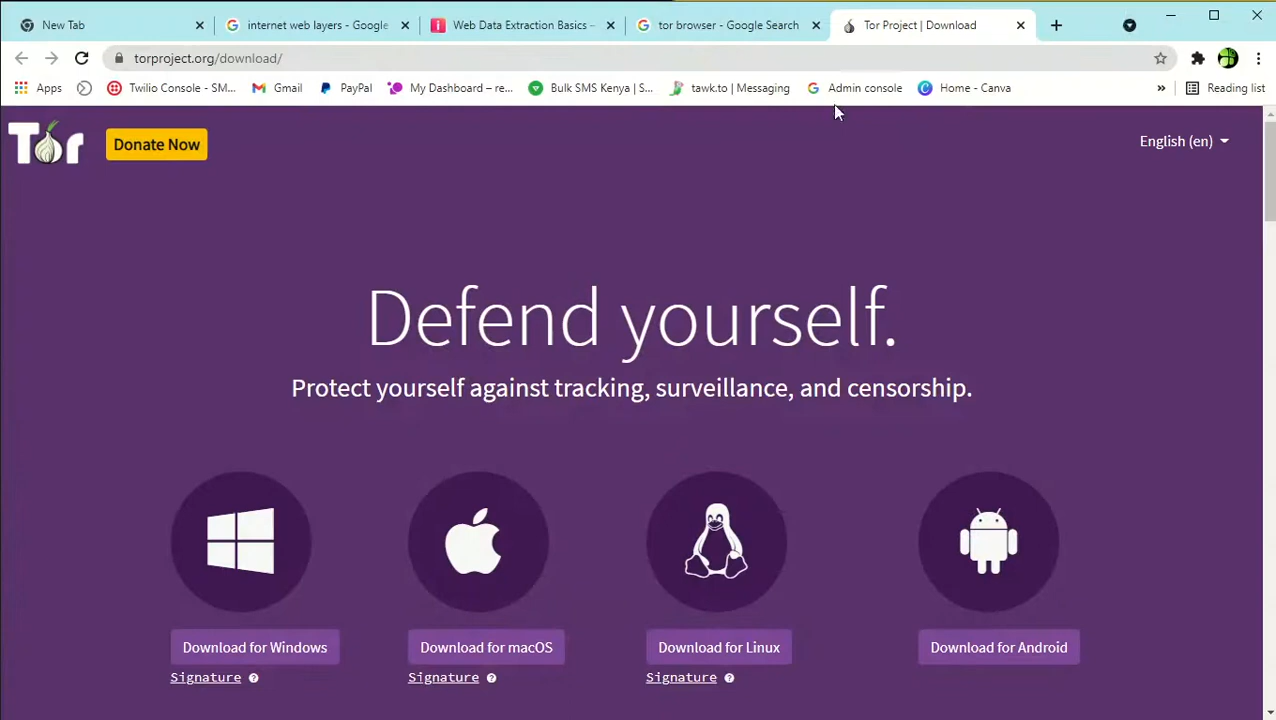 New Tab
internet web layers - Google
Web Data Extraction Basics –
tor browser - Google Search
Tor Project | Download
torproject.org/download/
Apps
Twilio Console - SM...
Gmail
PayPal
My Dashboard – re...
Bulk SMS Kenya | S...
tawk.to | Messaging
Admin console
Home - Canva
»
Reading list
Tor
Donate Now
English (en)
Defend yourself.
Protect yourself against tracking, surveillance, and censorship.
Download for Windows
Download for macOS
Download for Linux
Download for Android
Signature ?
Signature ?
Signature ?